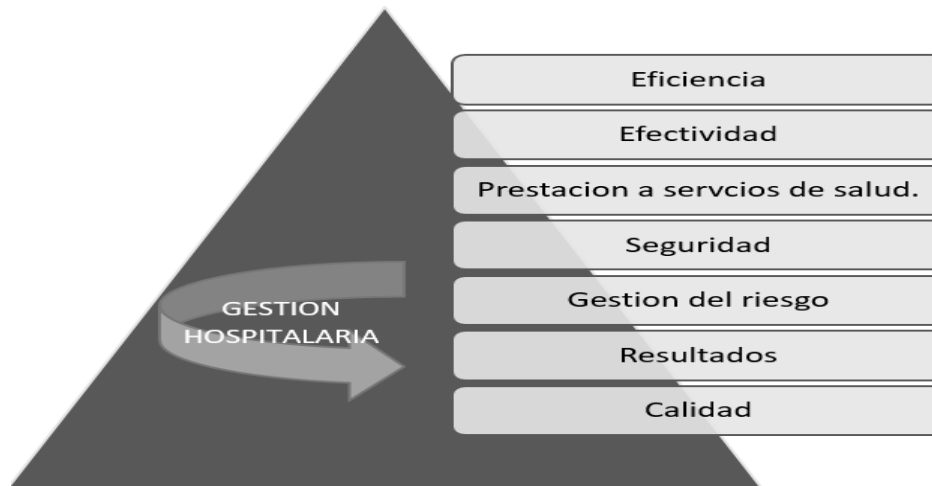 Eficiencia
Efectividad
Prestacion a servcios de salud.
Seguridad
Gestion del riesgo
Resultados
Calidad
GESTION
HOSPITALARIA